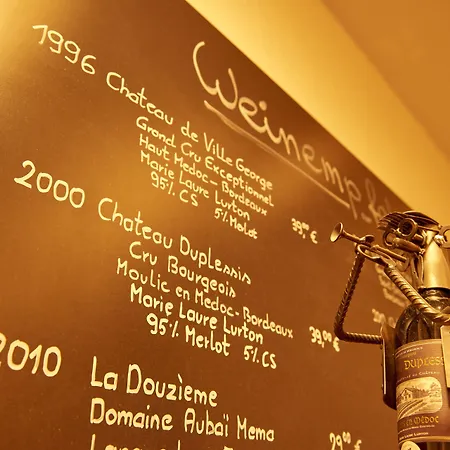 1996 Chateau de Ville George
Grand Cru Exceptionnel
Haut Medoc-Bordeaux
Marie Laure Lurton 39,00 €
95% CS 5% Merlot
2000 Chateau Duplessis
Cru Bourgeois
Moulic en Medoc-Bordeaux
Marie Laure Lurton 39,00 €
95% Merlot 5% CS
2010 La Douzième
Domaine Aubaï Mema
29,00 €